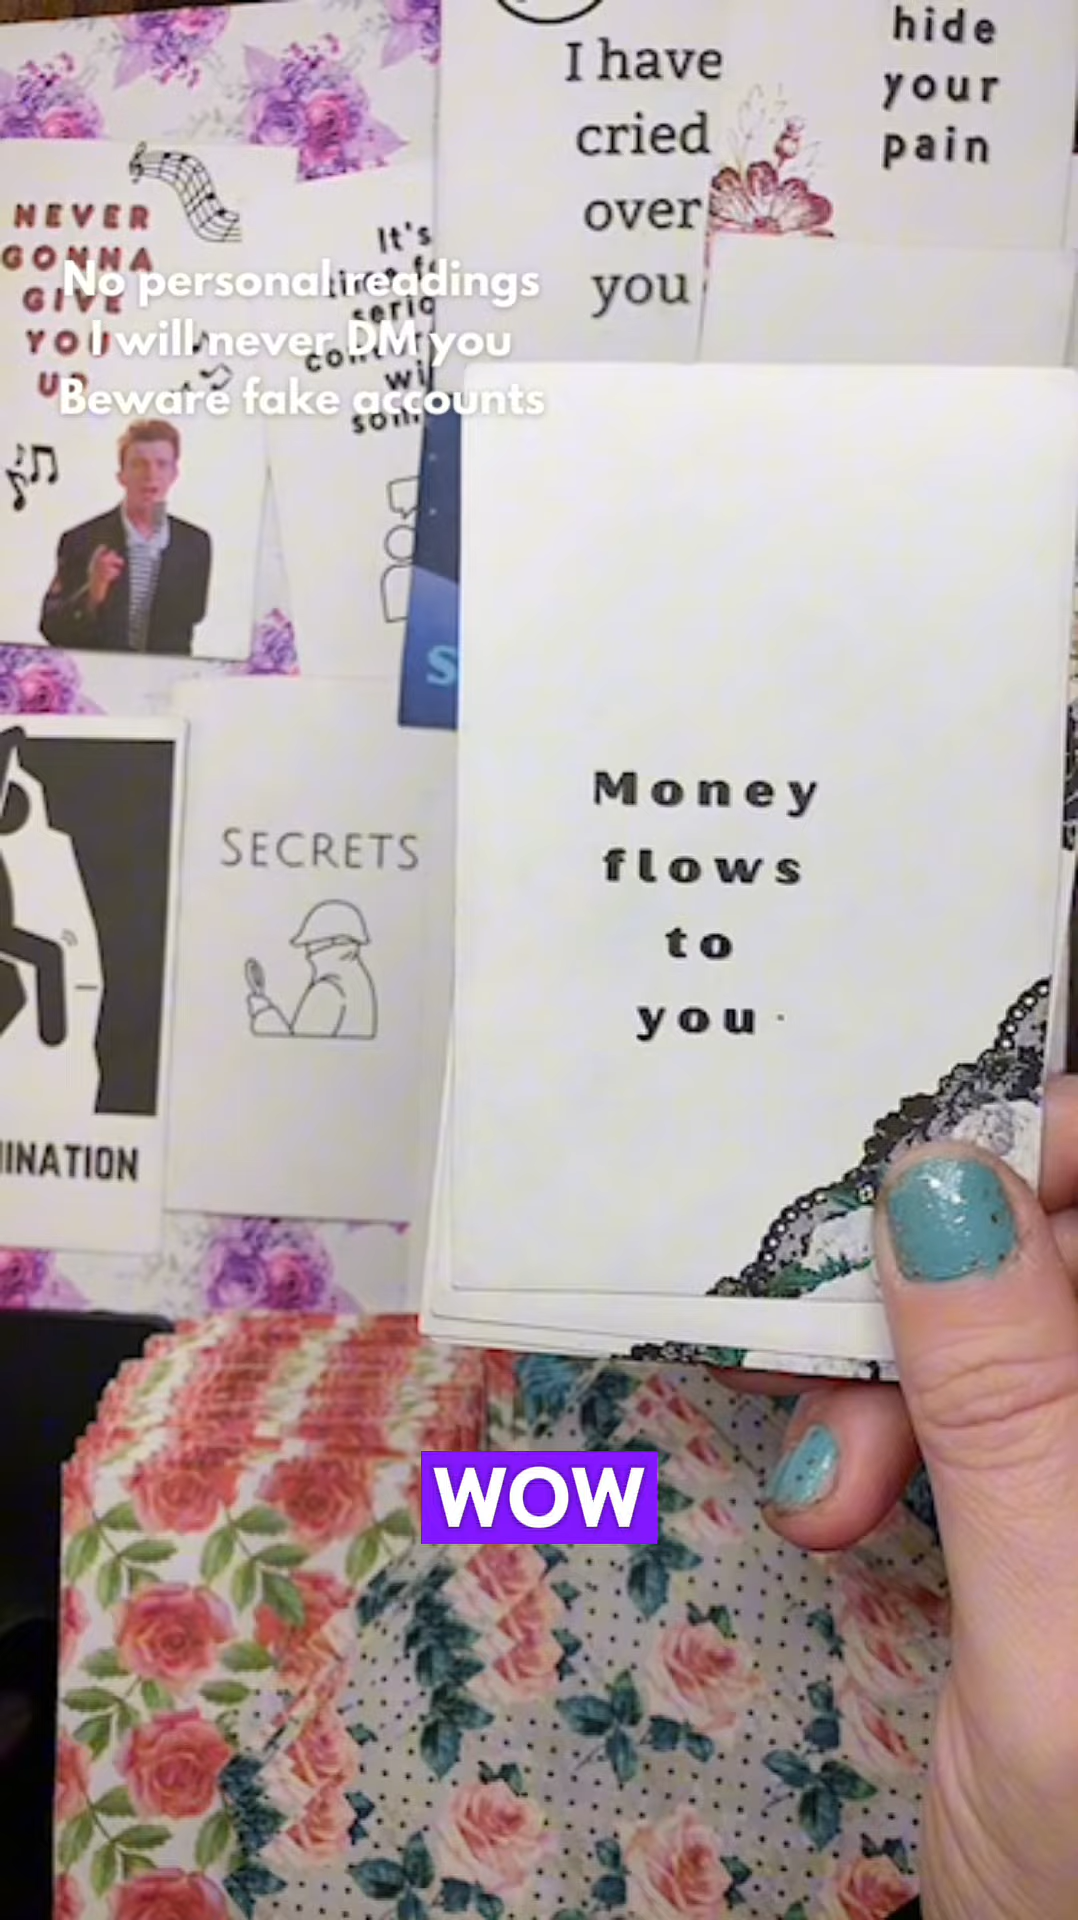 hide
your
pain
I have
cried
over
you
NEVER
GONNA
GIVE
YOU
UP
It's
No personal readings
I will never DM you
Beware fake accounts
S
Money
flows
to
you
SECRETS
INATION
WOW